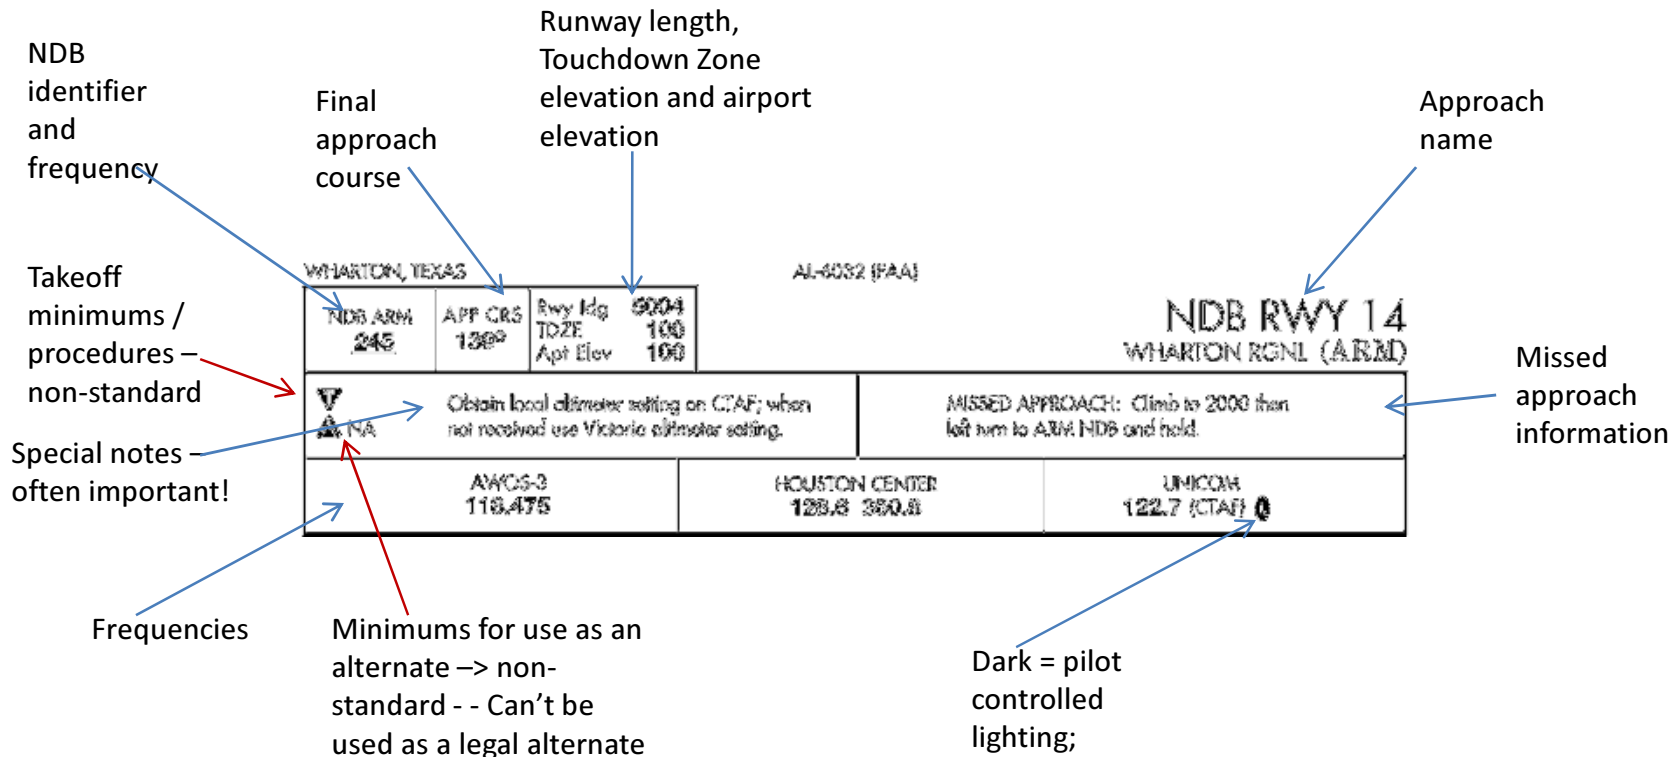 NDB
identifier
and
frequency
Final
approach
course
Runway length,
Touchdown Zone
elevation and airport
elevation
Approach
name
Takeoff
minimums /
procedures –
non-standard
Special notes –
often important!
WHARTON, TEXAS
AL-6032 (FAA)
NDB ARM
245
APP CRS
139°
Rwy ldg 5004
TDZE 100
Apt Elev 100
NDB RWY 14
WHARTON RGNL (ARM)
T
A NA
Obtain local altimeter setting on CTAF; when
not received use Victoria altimeter setting.
MISSED APPROACH: Climb to 2000 then
left turn to ARM NDB and hold.
AWOS-3
118.475
HOUSTON CENTER
128.6
UNICOM
122.7 (CTAF)
Missed
approach
information
Frequencies
Minimums for use as an
alternate –> non-
standard - - Can’t be
used as a legal alternate
Dark = pilot
controlled
lighting;